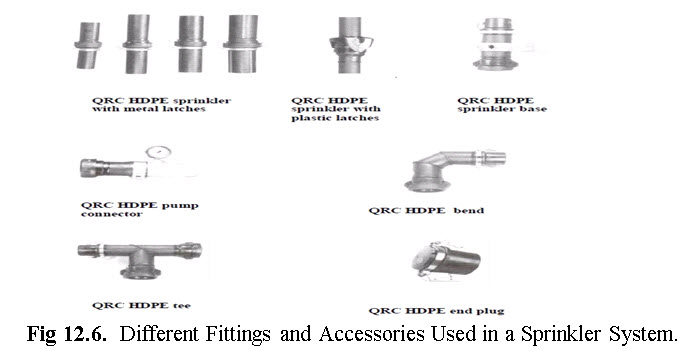 QRC HDPE sprinkler
with metal latches
QRC HDPE
sprinkler with
plastic latches
QRC HDPE
sprinkler base
QRC HDPE pump
connector
QRC HDPE bend
QRC HDPE tee
QRC HDPE end plug
Fig 12.6. Different Fittings and Accessories Used in a Sprinkler System.